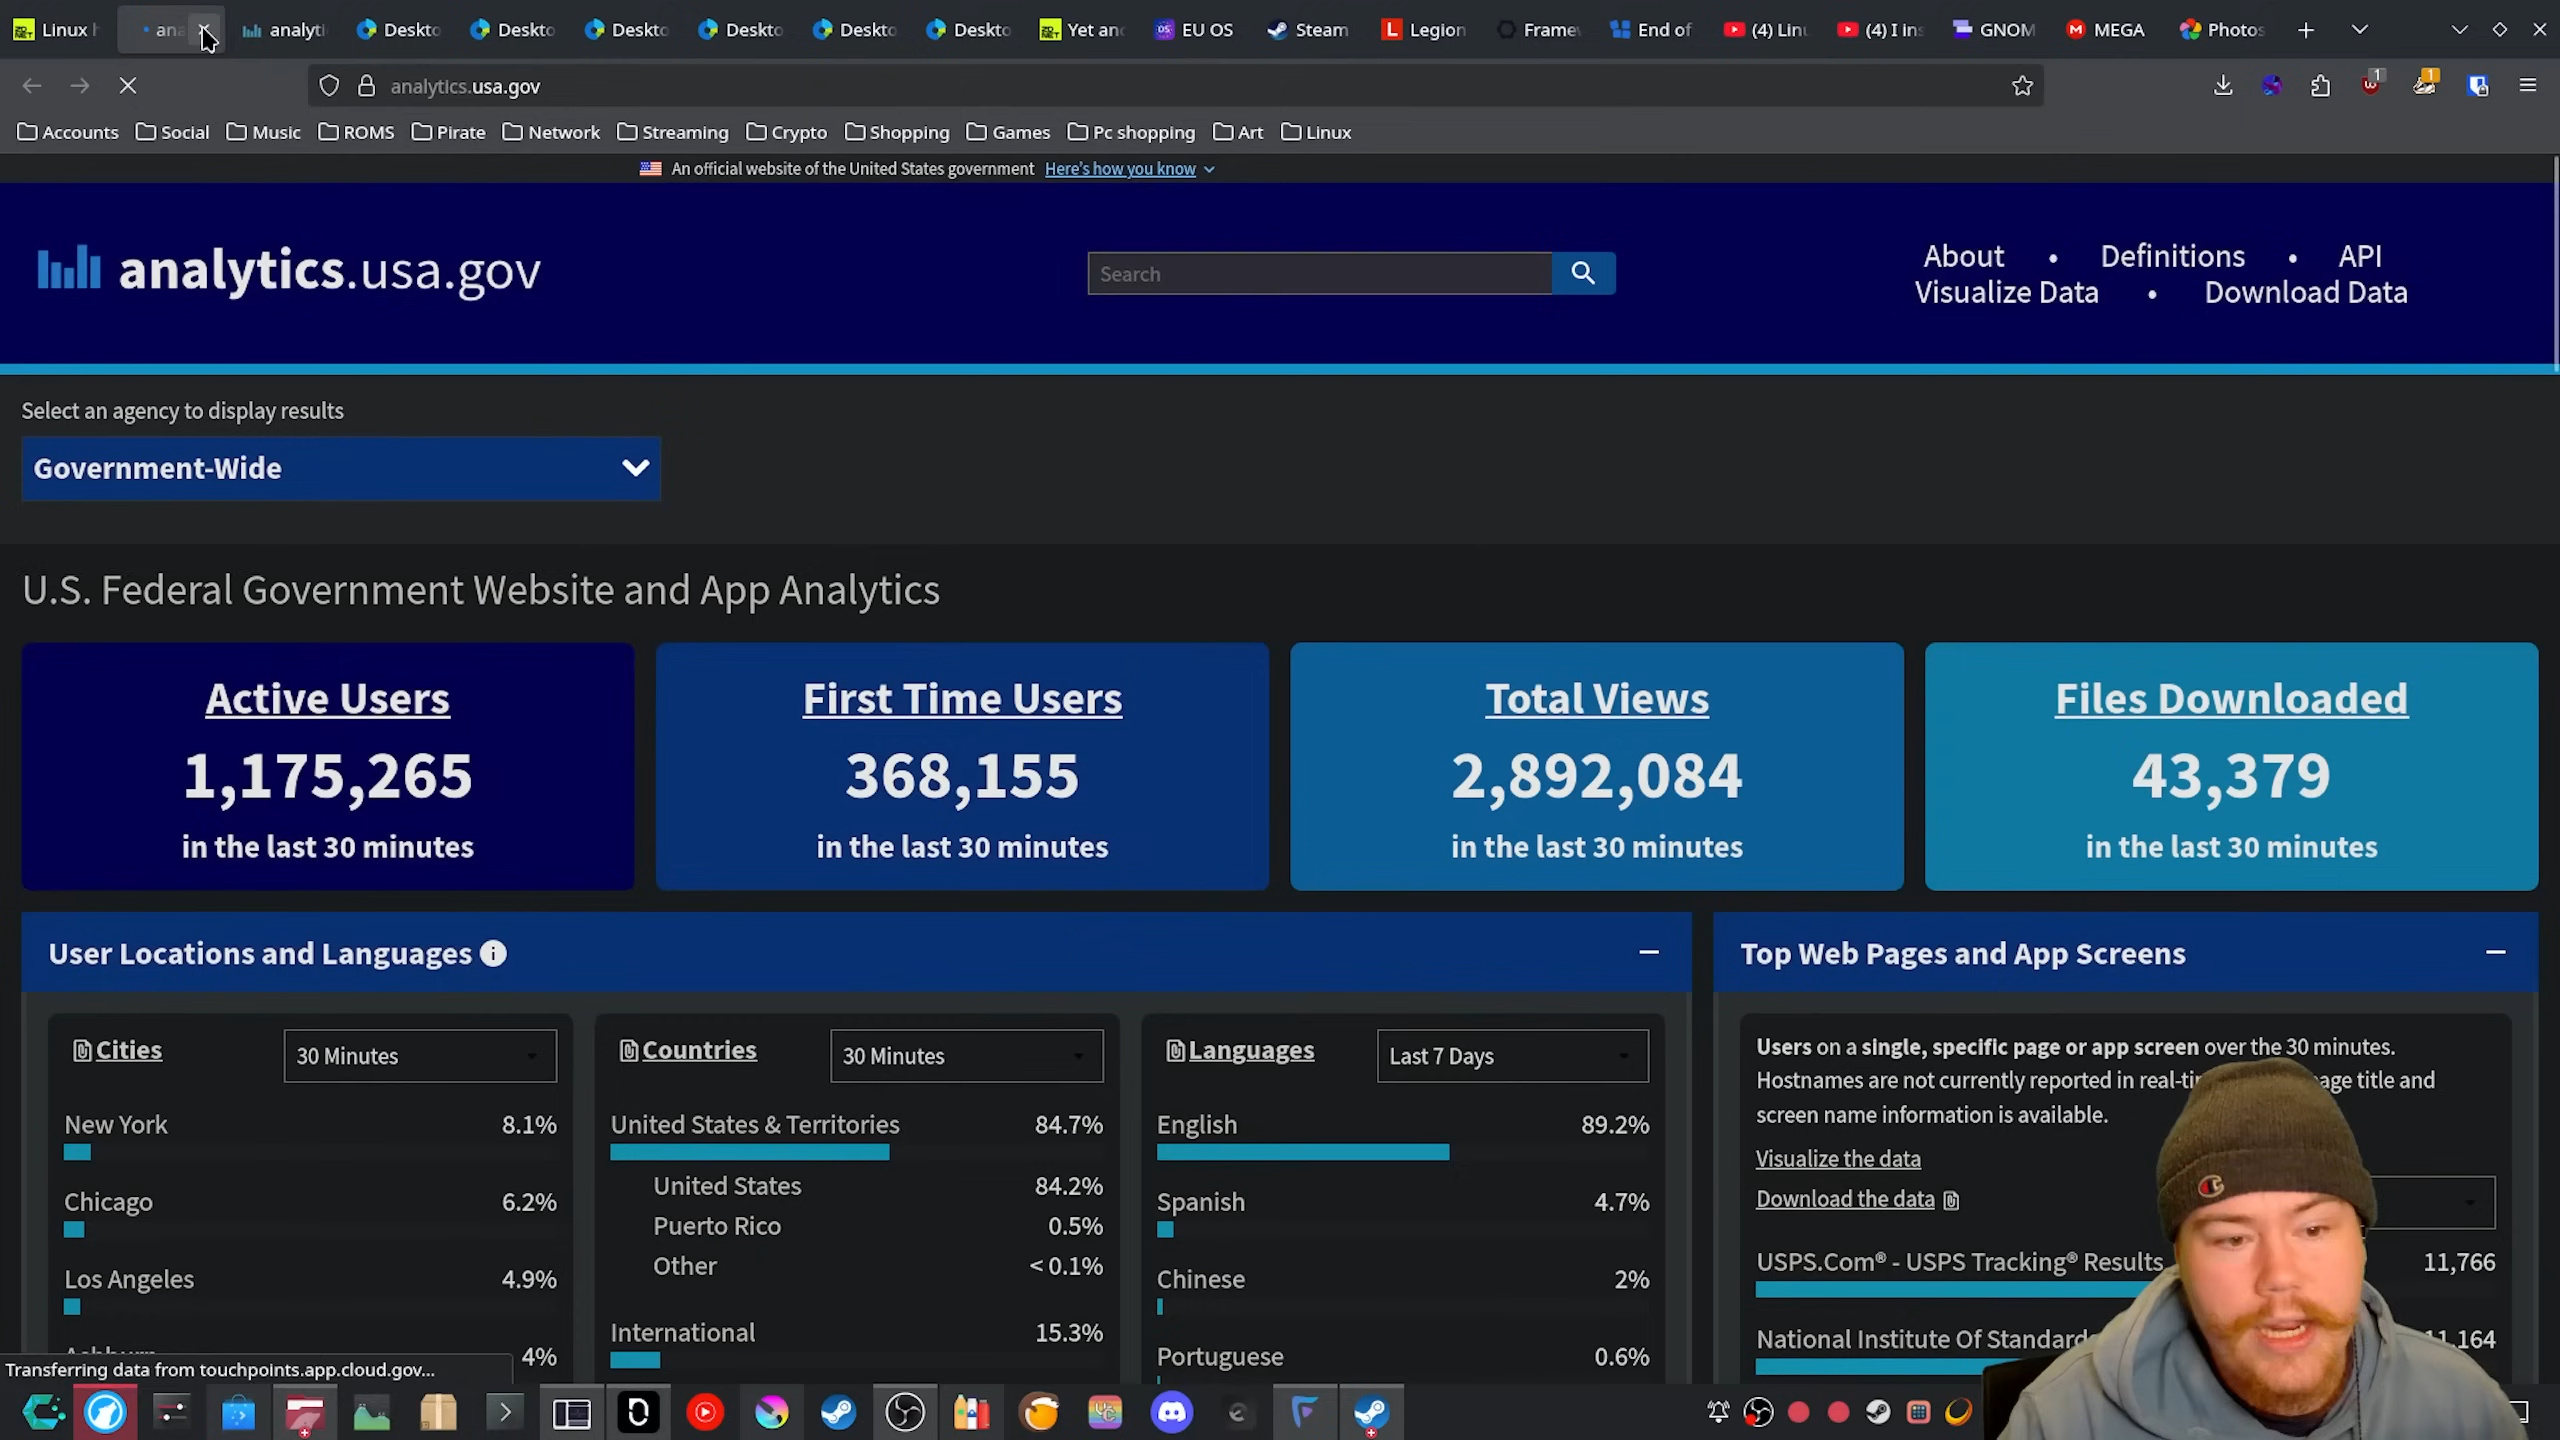 Linux h
ana
analyti
Deskto
Deskto
Deskto
Deskto
Deskto
Deskto
Yet an
EU OS
Steam
Legion
Framew
End of
(4) Linu
(4) I ins
GNOM
MEGA
Photos
analytics.usa.gov
1
1
Accounts
Social
Music
ROMS
Pirate
Network
Streaming
Crypto
Shopping
Games
Pc shopping
Art
Linux
An official website of the United States government Here's how you know
analytics.usa.gov
Search
About • Definitions • API
Visualize Data • Download Data
Select an agency to display results
Government-Wide
U.S. Federal Government Website and App Analytics
Active Users
1,175,265
in the last 30 minutes
First Time Users
368,155
in the last 30 minutes
Total Views
2,892,084
in the last 30 minutes
Files Downloaded
43,379
in the last 30 minutes
User Locations and Languages
Cities
30 Minutes
New York 8.1%
Chicago 6.2%
Los Angeles 4.9%
4%
Countries
30 Minutes
United States & Territories 84.7%
United States 84.2%
Puerto Rico 0.5%
Other < 0.1%
International 15.3%
Languages
Last 7 Days
English 89.2%
Spanish 4.7%
Chinese 2%
Portuguese 0.6%
Top Web Pages and App Screens
Users on a single, specific page or app screen over the 30 minutes.
Hostnames are not currently reported in real-ti age title and
screen name information is available.
Visualize the data
Download the data
USPS.Com® - USPS Tracking® Results 11,766
National Institute Of Standard 11,164
Transferring data from touchpoints.app.cloud.gov...